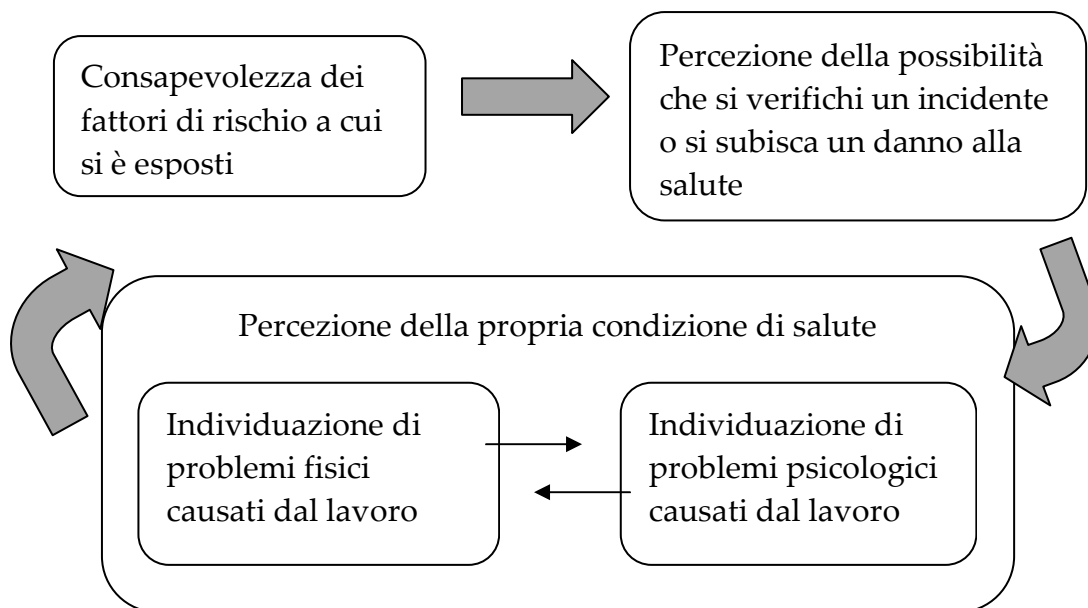 Consapevolezza dei
fattori di rischio a cui
si è esposti
Percezione della possibilità
che si verifichi un incidente
o si subisca un danno alla
salute
Percezione della propria condizione di salute
Individuazione di
problemi fisici
causati dal lavoro
Individuazione di
problemi psicologici
causati dal lavoro